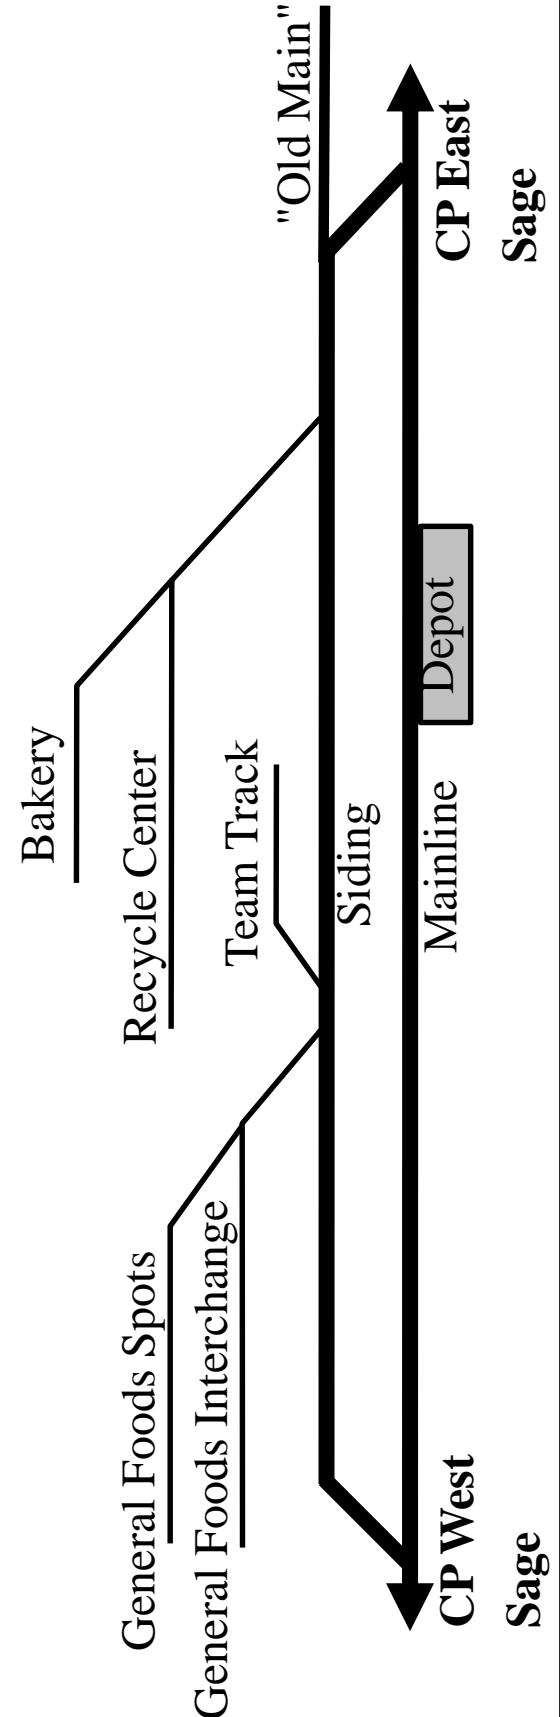 "Old Main"
Bakery
Recycle Center
Team Track
General Foods Spots
General Foods Interchange
Siding
Mainline
Depot
CP West
Sage
CP East
Sage